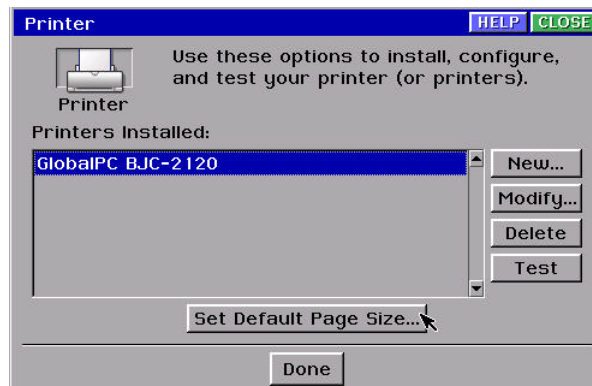 Printer
HELP CLOSE
Use these options to install, configure,
and test your printer (or printers).
Printer
Printers Installed:
GlobalPC BJC-2120
New...
Modify...
Delete
Test
Set Default Page Size...
Done